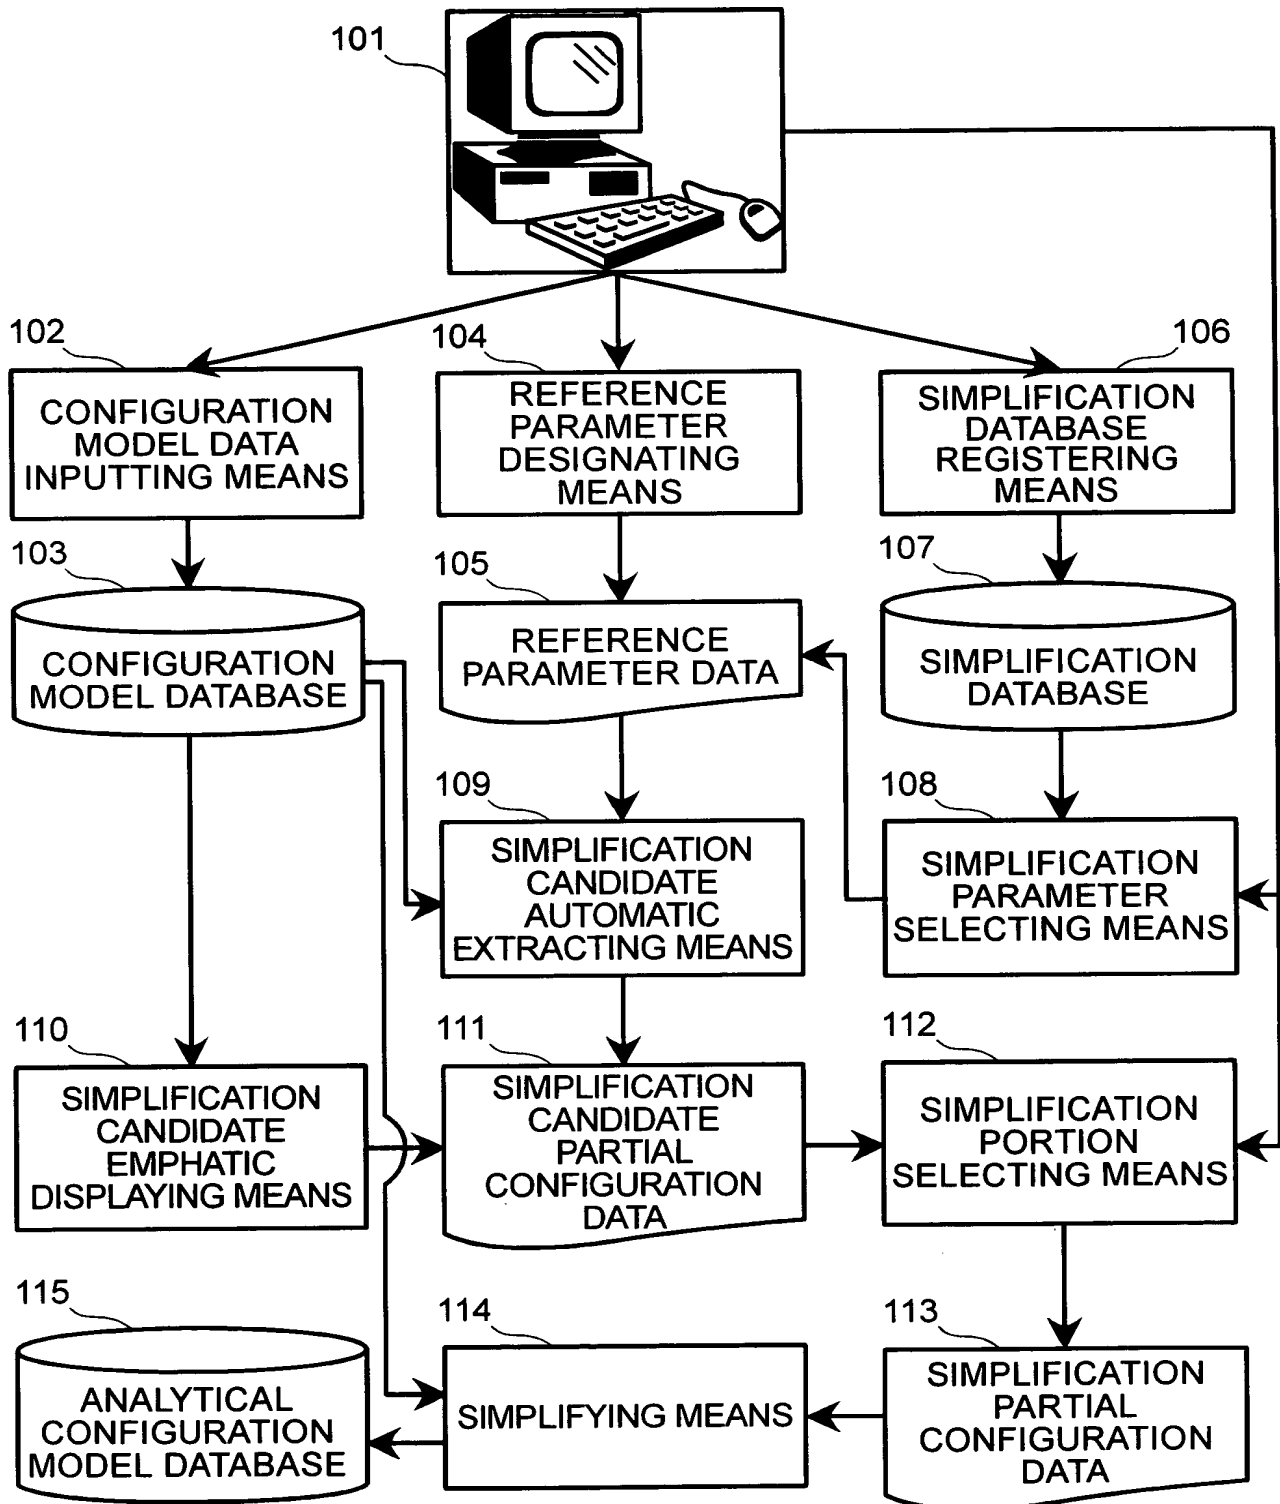 101
102
CONFIGURATION
MODEL DATA
INPUTTING MEANS
104
REFERENCE
PARAMETER
DESIGNATING
MEANS
106
SIMPLIFICATION
DATABASE
REGISTERING
MEANS
103
CONFIGURATION
MODEL DATABASE
105
REFERENCE
PARAMETER DATA
107
SIMPLIFICATION
DATABASE
109
SIMPLIFICATION
CANDIDATE
AUTOMATIC
EXTRACTING MEANS
108
SIMPLIFICATION
PARAMETER
SELECTING MEANS
110
SIMPLIFICATION
CANDIDATE
EMPHATIC
DISPLAYING MEANS
111
SIMPLIFICATION
CANDIDATE
PARTIAL
CONFIGURATION
DATA
112
SIMPLIFICATION
PORTION
SELECTING MEANS
115
ANALYTICAL
CONFIGURATION
MODEL DATABASE
114
SIMPLIFYING MEANS
113
SIMPLIFICATION
PARTIAL
CONFIGURATION
DATA